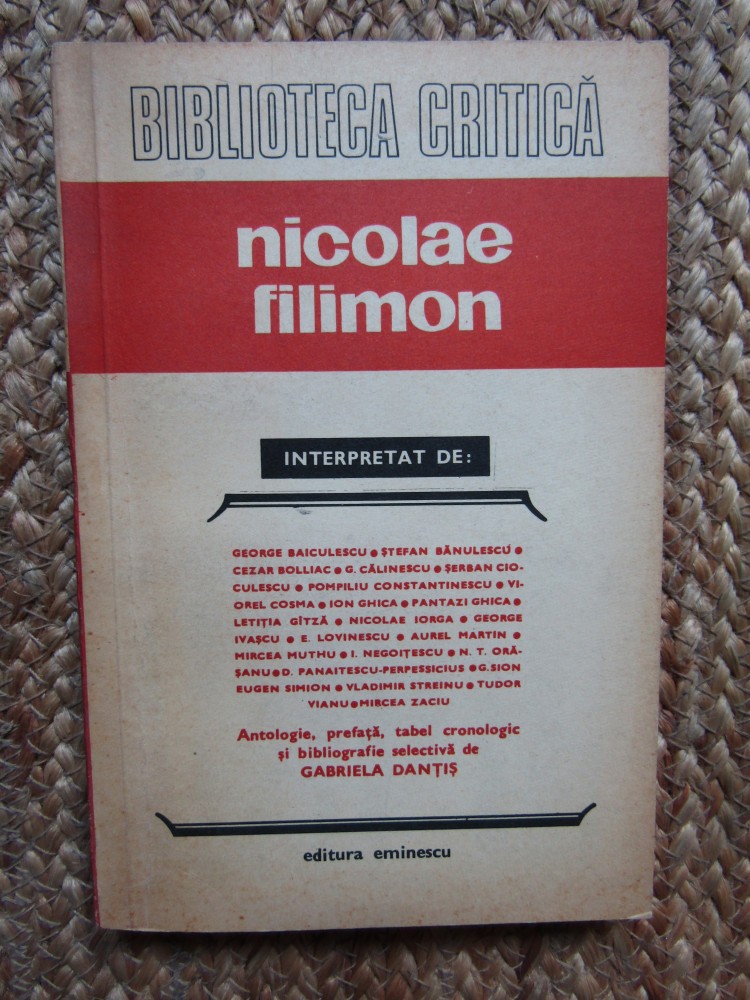 BIBLIOTECA CRITICĂ
nicolae
filimon
INTERPRETAT DE:
GEORGE BAICULESCU ● ŞTEFAN BĂNULESCU ●
CEZAR BOLLIAC ● G. CĂLINESCU ● ŞERBAN CIO-
CULESCU ● POMPILIU CONSTANTINESCU ● VI-
OREL COSMA ● ION GHICA ● PANTAZI GHICA ●
LETIŢIA GÎTZĂ ● NICOLAE IORGA ● GEORGE
IVAŞCU ● E. LOVINESCU ● AUREL MARTIN ●
MIRCEA MUTHU ● I. NEGOIŢESCU ● N. T. ORĂ-
ŞANU ● D. PANAITESCU-PERPESSICIUS ● G. SION
EUGEN SIMION ● VLADIMIR STREINU ● TUDOR
VIANU ● MIRCEA ZACIU
Antologie, prefaţă, tabel cronologic
şi bibliografie selectivă de
GABRIELA DANŢIŞ
editura eminescu